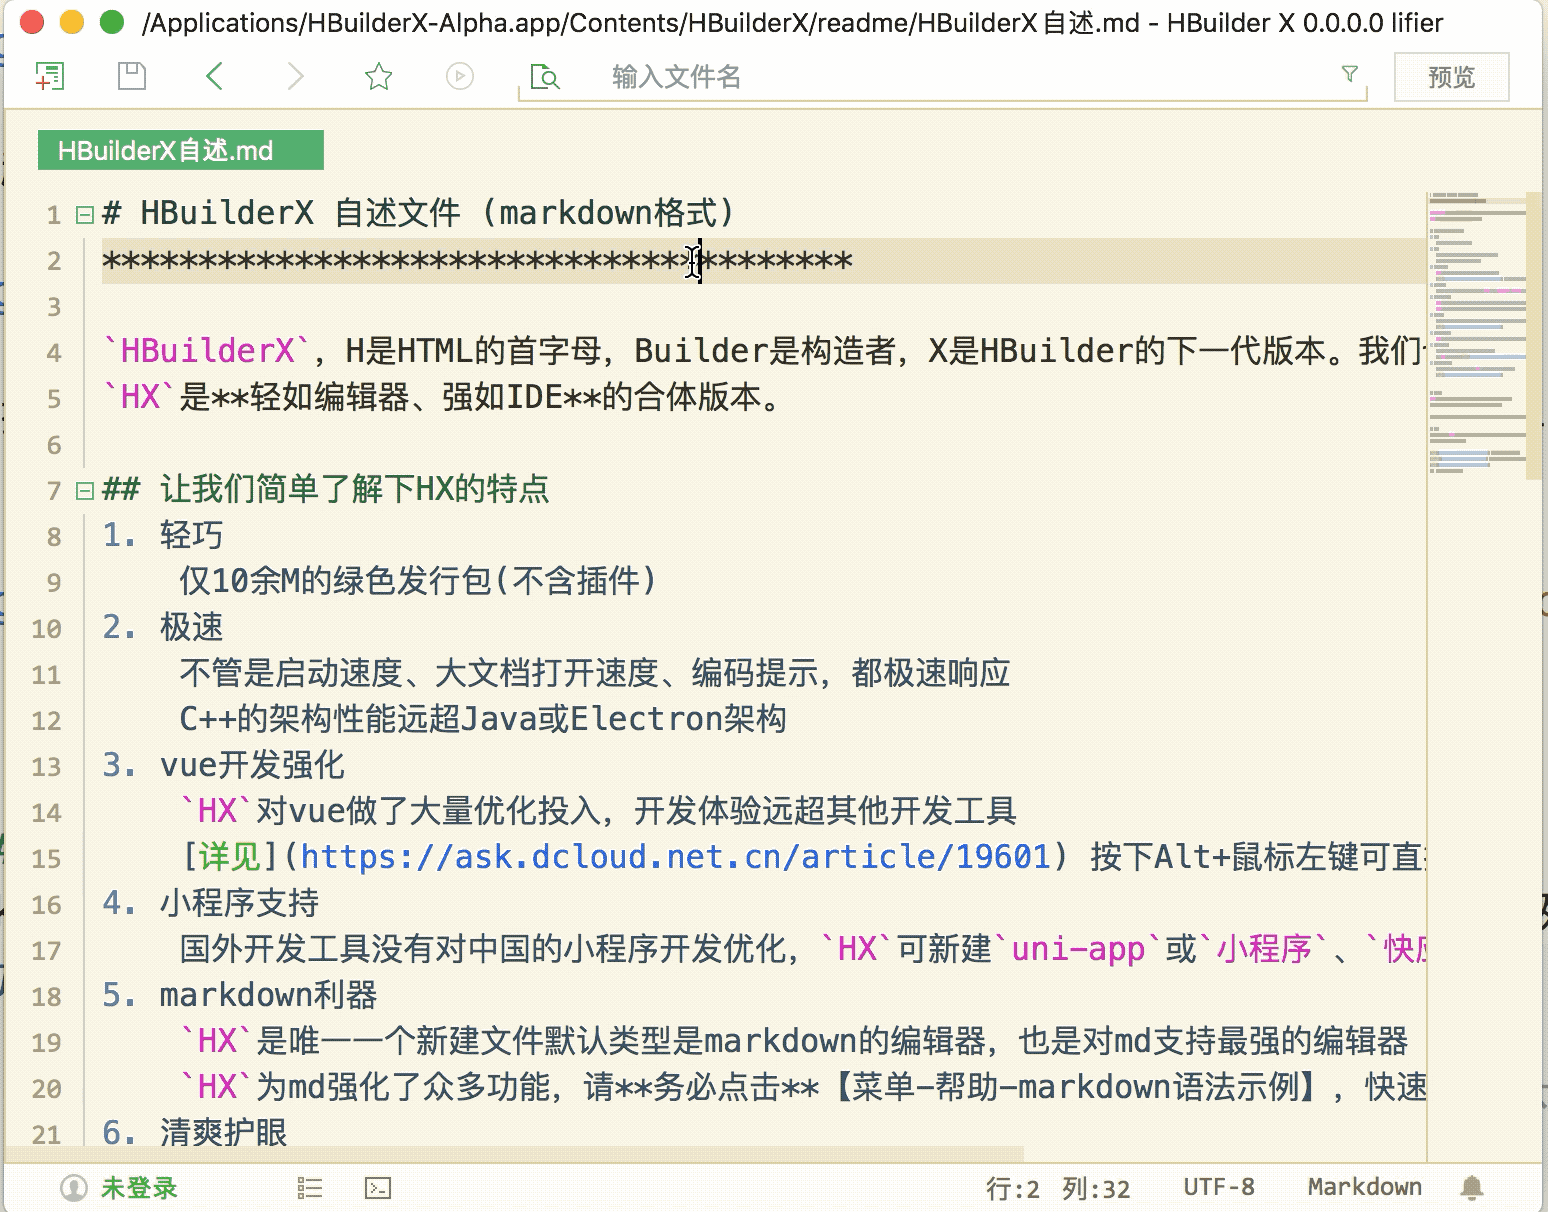 /Applications/HBuilderX-Alpha.app/Contents/HBuilderX/readme/HBuilderX自述.md - HBuilder X 0.0.0.0 lifier
输入文件名
预览
HBuilderX自述.md
1 # HBuilderX 自述文件 (markdown格式)
2 ***************************************
3
4 `HBuilderX`，H是HTML的首字母，Builder是构造者，X是HBuilder的下一代版本。我们
5 `HX`是**轻如编辑器、强如IDE**的合体版本。
6
7 ## 让我们简单了解下HX的特点
8 1. 轻巧
9 仅10余M的绿色发行包(不含插件)
10 2. 极速
11 不管是启动速度、大文档打开速度、编码提示，都极速响应
12 C++的架构性能远超Java或Electron架构
13 3. vue开发强化
14 `HX`对vue做了大量优化投入，开发体验远超其他开发工具
15 [详见](https://ask.dcloud.net.cn/article/19601) 按下Alt+鼠标左键可直
16 4. 小程序支持
17 国外开发工具没有对中国的小程序开发优化，`HX`可新建`uni-app`或`小程序`、`快
18 5. markdown利器
19 `HX`是唯一一个新建文件默认类型是markdown的编辑器，也是对md支持最强的编辑器
20 `HX`为md强化了众多功能，请**务必点击**【菜单-帮助-markdown语法示例】，快速
21 6. 清爽护眼
未登录
行:2 列:32
UTF-8
Markdown